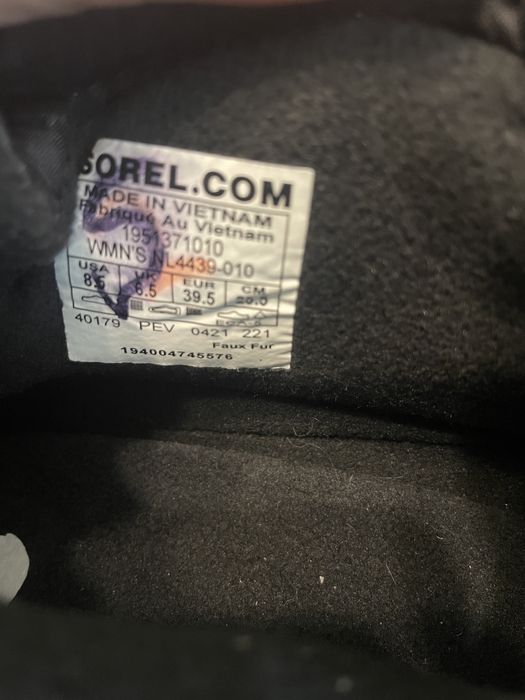 SOREL.COM
MADE IN VIETNAM
Fabriqué Au Vietnam
1951371010
WMN'S NL4439-010
USA UK EUR CM
8.5 6.5 39.5
40179 PEV 0421 221
Faux Fur
194004745576